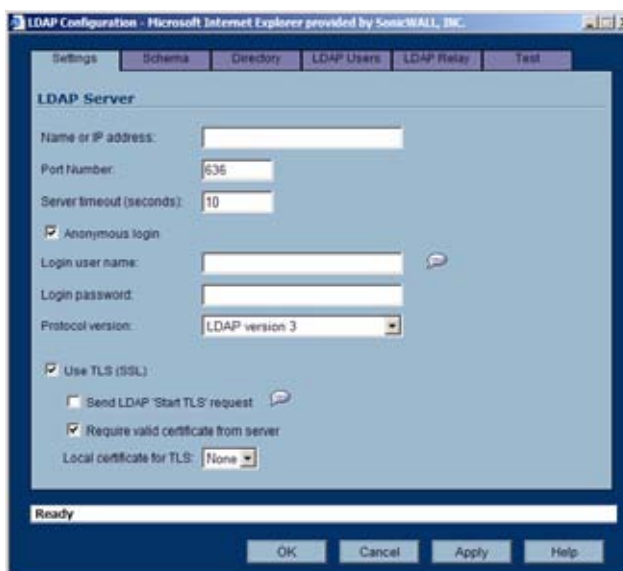 LDAP Configuration - Microsoft Internet Explorer provided by SonicWALL, INC.
Settings Schema Directory LDAP Users LDAP Relay Test
LDAP Server
Name or IP address:
Port Number: 636
Server timeout (seconds): 10
Anonymous login
Login user name:
Login password:
Protocol version: LDAP version 3
Use TLS (SSL)
Send LDAP 'Start TLS' request
Require valid certificate from server
Local certificate for TLS: None
Ready
OK Cancel Apply Help